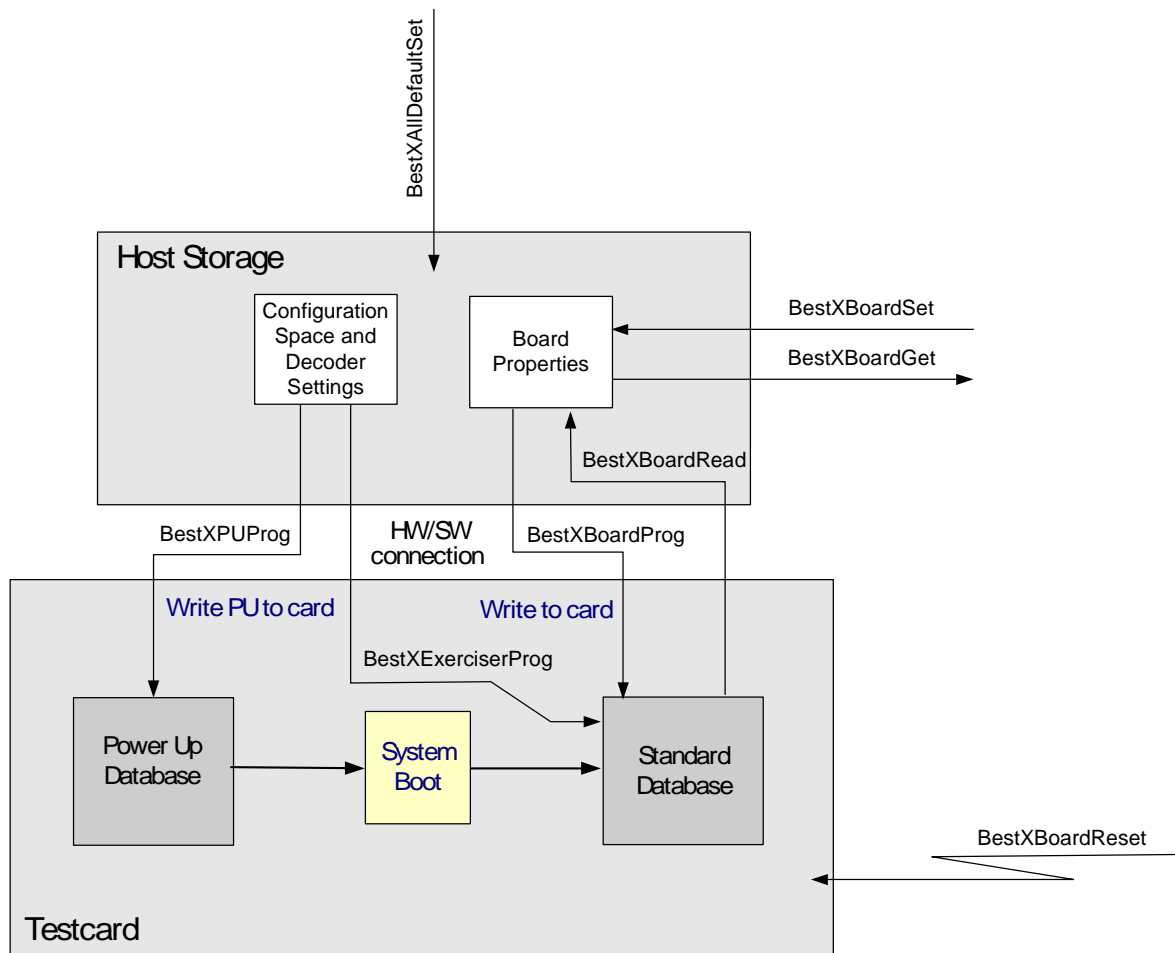 BestXAllDefaultSet
Host Storage
Configuration
Space and
Decoder
Settings
Board
Properties
BestXBoardSet
BestXBoardGet
BestXBoardRead
BestXPUProg
HW/SW
connection
BestXBoardProg
Write PU to card
Write to card
BestXExerciserProg
Power Up
Database
System
Boot
Standard
Database
BestXBoardReset
Testcard